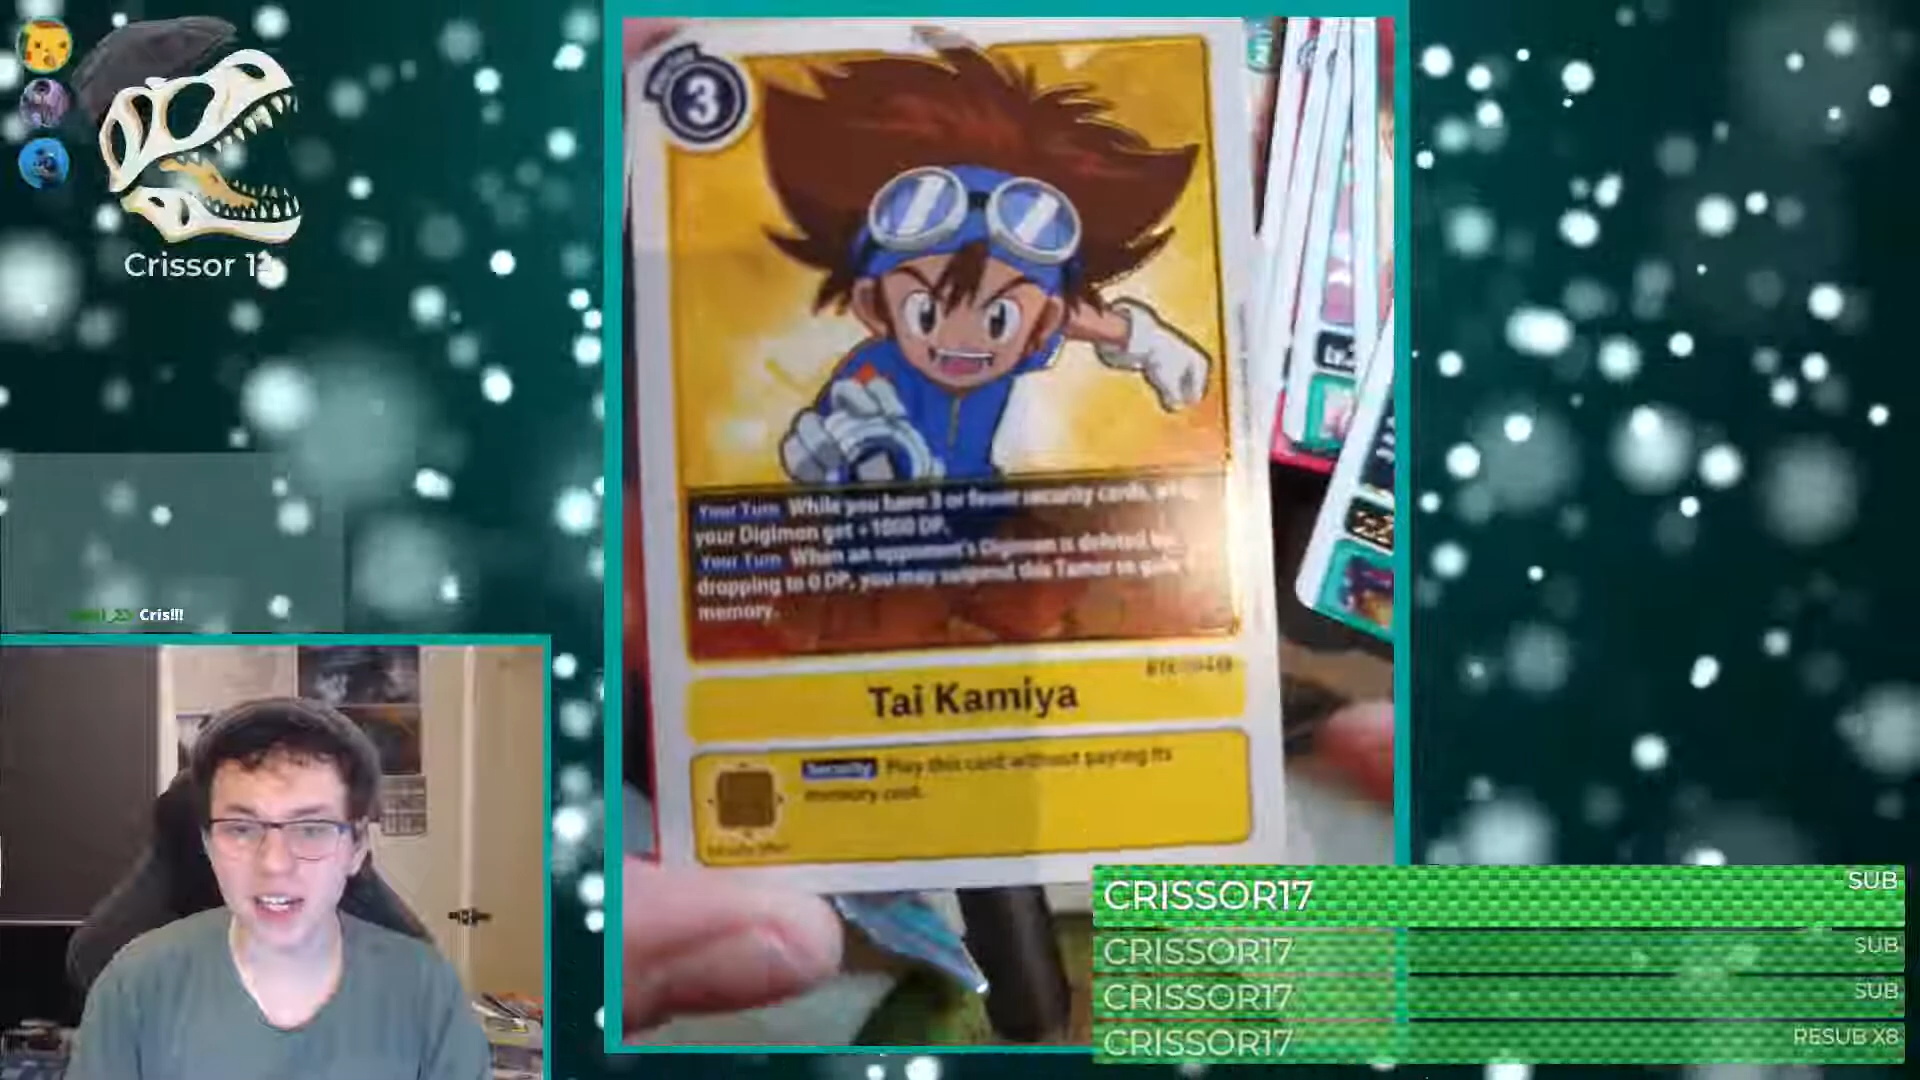 3
Crissor 1
Cris!!!
Your Turn While you have 3 or fewer security cards,
your Digimon get +1000 DP.
Your Turn When an opponent's Digimon is deleted by
dropping to 0 DP, you may suspend this Tamer to gain
memory.
Tai Kamiya
Security Play this card without paying its
memory cost.
CRISSOR17 SUB
CRISSOR17 SUB
CRISSOR17 SUB
CRISSOR17 RESUB X8